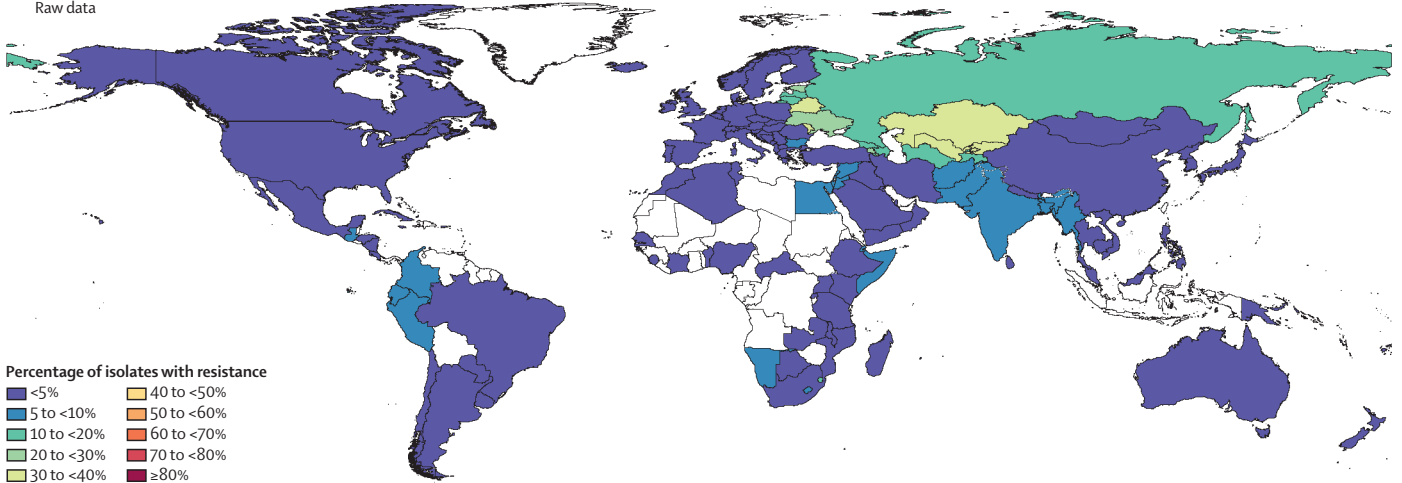 Raw data
Percentage of isolates with resistance
<5%
5 to <10%
10 to <20%
20 to <30%
30 to <40%
40 to <50%
50 to <60%
60 to <70%
70 to <80%
≥80%